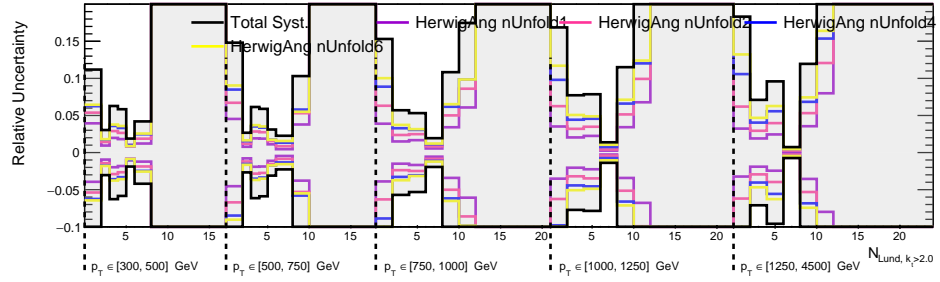 Total Syst.
HerwigAng nUnfold1
HerwigAng nUnfold2
HerwigAng nUnfold4
HerwigAng nUnfold6
Relative Uncertainty
0.15
0.1
0.05
0
−0.05
−0.1
5 10 15 5 10 15 5 10 15 20 5 10 15 20 5 10 15 20
p_T ∈ [300, 500] GeV
p_T ∈ [500, 750] GeV
p_T ∈ [750, 1000] GeV
p_T ∈ [1000, 1250] GeV
p_T ∈ [1250, 4500] GeV
N_Lund, k_t>2.0